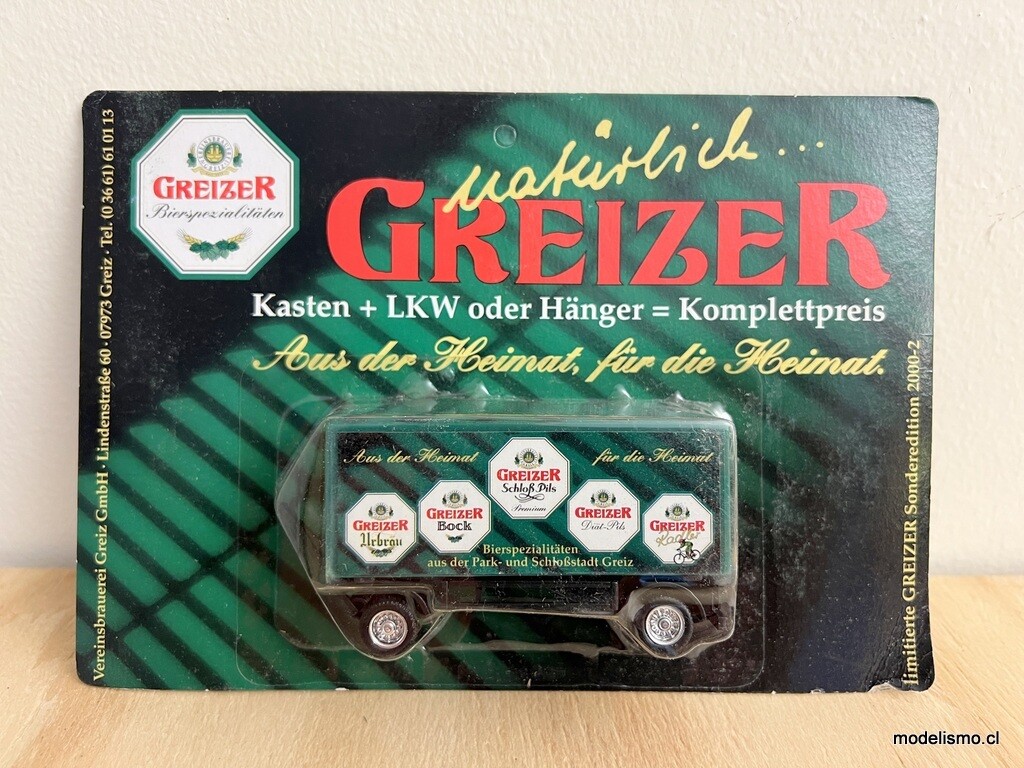 Vereinsbrauerei Greiz GmbH · Lindenstraße 60 · 07973 Greiz · Tel. (0 36 61) 61 01 13
GREIZER
Bierspezialitäten
natürlich...
GREIZER
Kasten + LKW oder Hänger = Komplettpreis
Aus der Heimat, für die Heimat.
limitierte GREIZER Sonderedition 2000-2
Aus der Heimat
für die Heimat
GREIZER
Schloß-Pils
Premium
GREIZER
Urbräu
GREIZER
Bock
GREIZER
Diät-Pils
GREIZER
Radler
Bierspezialitäten
aus der Park- und Schloßstadt Greiz
modelismo.cl